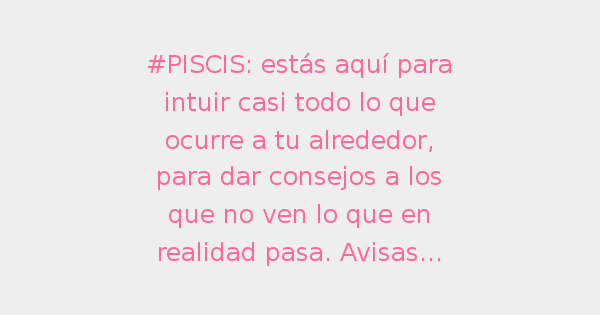 #PISCIS: estás aquí para
intuir casi todo lo que
ocurre a tu alrededor,
para dar consejos a los
que no ven lo que en
realidad pasa. Avisas...